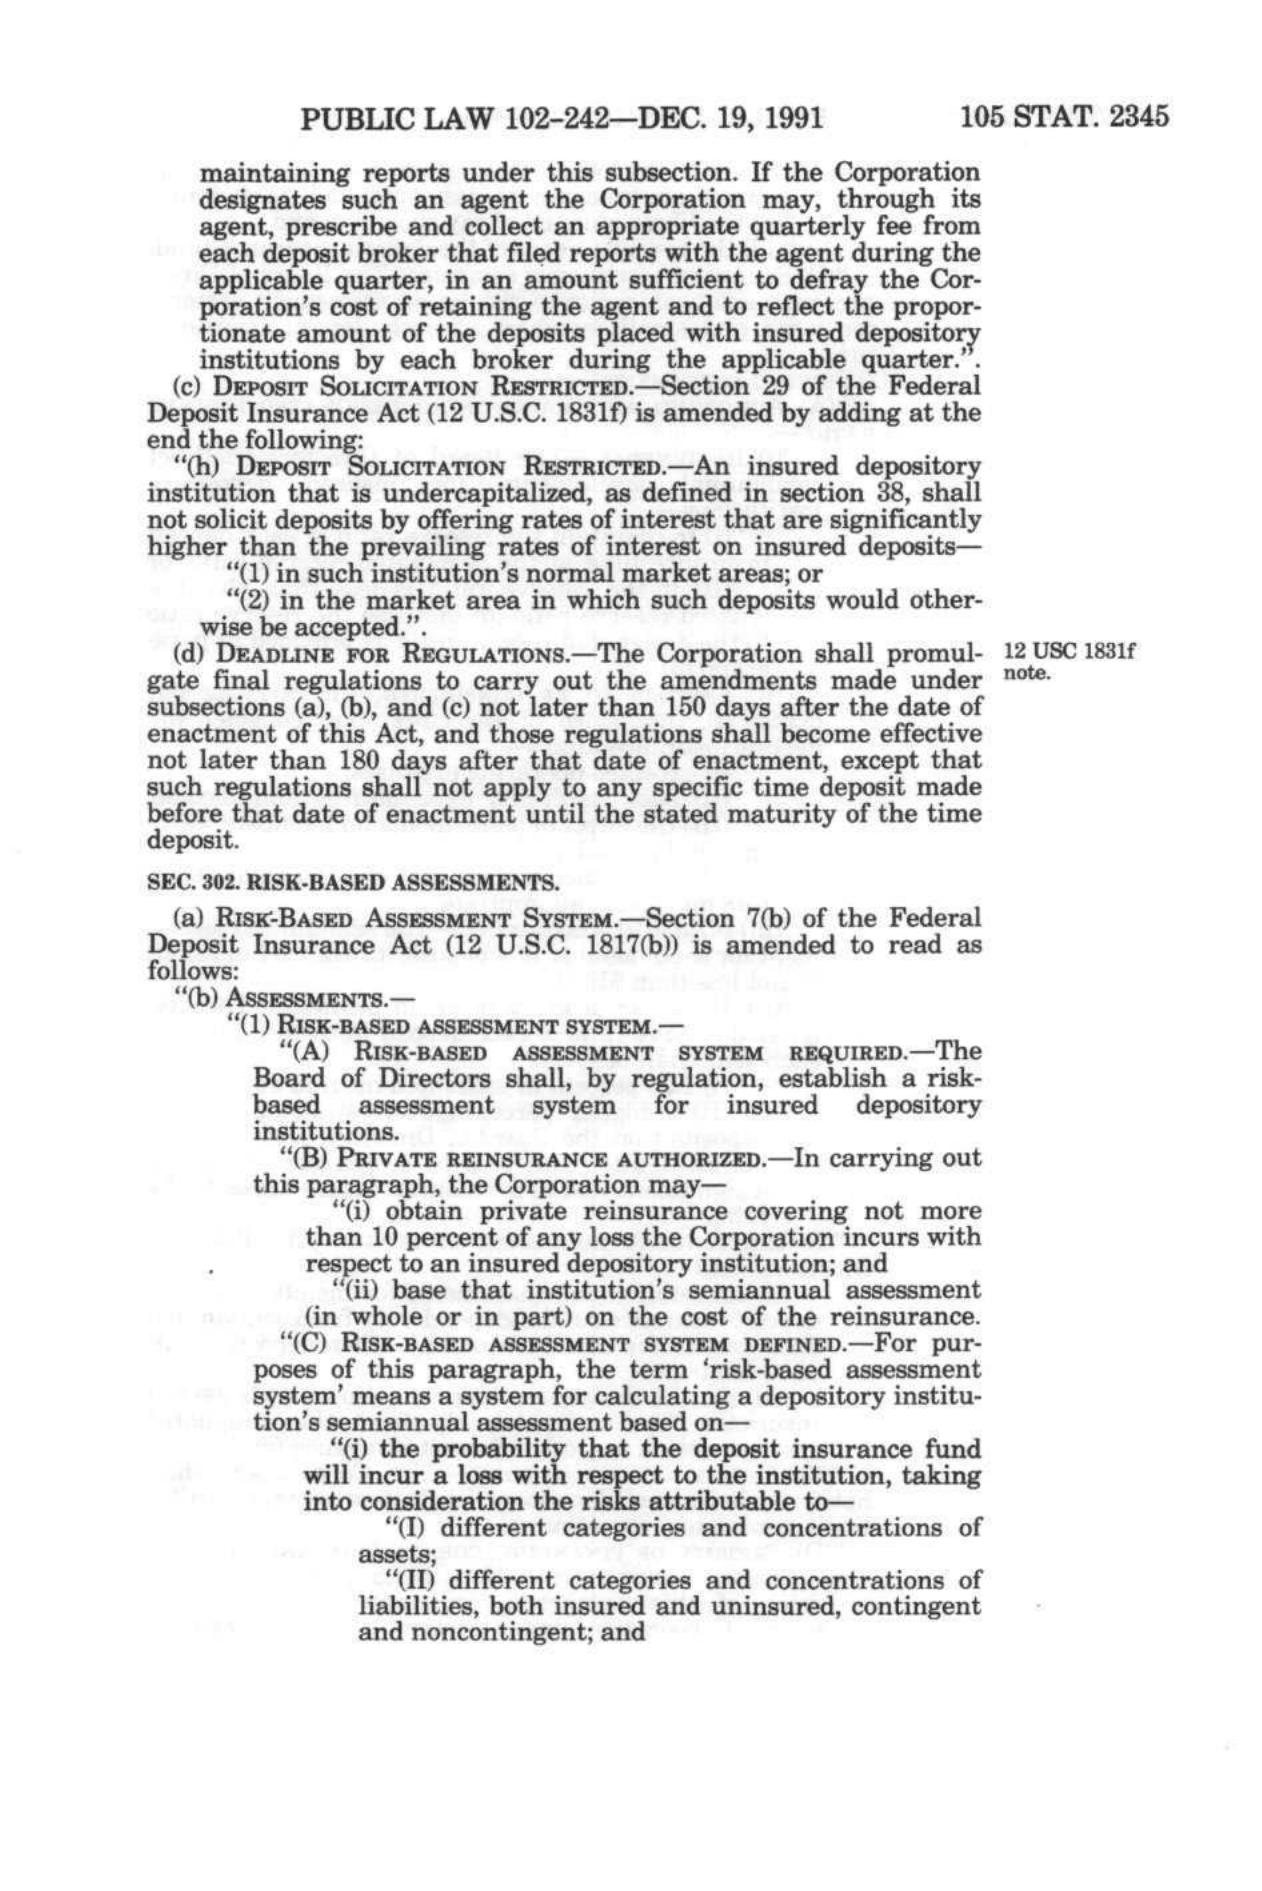 PUBLIC LAW 102–242—DEC. 19, 1991 105 STAT. 2345
maintaining reports under this subsection. If the Corporation
designates such an agent the Corporation may, through its
agent, prescribe and collect an appropriate quarterly fee from
each deposit broker that filed reports with the agent during the
applicable quarter, in an amount sufficient to defray the Cor-
poration's cost of retaining the agent and to reflect the propor-
tionate amount of the deposits placed with insured depository
institutions by each broker during the applicable quarter.”.
(c) DEPOSIT SOLICITATION RESTRICTED.—Section 29 of the Federal
Deposit Insurance Act (12 U.S.C. 1831f) is amended by adding at the
end the following:
“(h) DEPOSIT SOLICITATION RESTRICTED.—An insured depository
institution that is undercapitalized, as defined in section 38, shall
not solicit deposits by offering rates of interest that are significantly
higher than the prevailing rates of interest on insured deposits—
“(1) in such institution's normal market areas; or
“(2) in the market area in which such deposits would other-
wise be accepted.”.
(d) DEADLINE FOR REGULATIONS.—The Corporation shall promul-
gate final regulations to carry out the amendments made under
subsections (a), (b), and (c) not later than 150 days after the date of
enactment of this Act, and those regulations shall become effective
not later than 180 days after that date of enactment, except that
such regulations shall not apply to any specific time deposit made
before that date of enactment until the stated maturity of the time
deposit.
12 USC 1831f
note.
SEC. 302. RISK-BASED ASSESSMENTS.
(a) RISK-BASED ASSESSMENT SYSTEM.—Section 7(b) of the Federal
Deposit Insurance Act (12 U.S.C. 1817(b)) is amended to read as
follows:
“(b) ASSESSMENTS.—
“(1) RISK-BASED ASSESSMENT SYSTEM.—
“(A) RISK-BASED ASSESSMENT SYSTEM REQUIRED.—The
Board of Directors shall, by regulation, establish a risk-
based assessment system for insured depository
institutions.
“(B) PRIVATE REINSURANCE AUTHORIZED.—In carrying out
this paragraph, the Corporation may—
“(i) obtain private reinsurance covering not more
than 10 percent of any loss the Corporation incurs with
respect to an insured depository institution; and
“(ii) base that institution's semiannual assessment
(in whole or in part) on the cost of the reinsurance.
“(C) RISK-BASED ASSESSMENT SYSTEM DEFINED.—For pur-
poses of this paragraph, the term ‘risk-based assessment
system’ means a system for calculating a depository institu-
tion's semiannual assessment based on—
“(i) the probability that the deposit insurance fund
will incur a loss with respect to the institution, taking
into consideration the risks attributable to—
“(I) different categories and concentrations of
assets;
“(II) different categories and concentrations of
liabilities, both insured and uninsured, contingent
and noncontingent; and